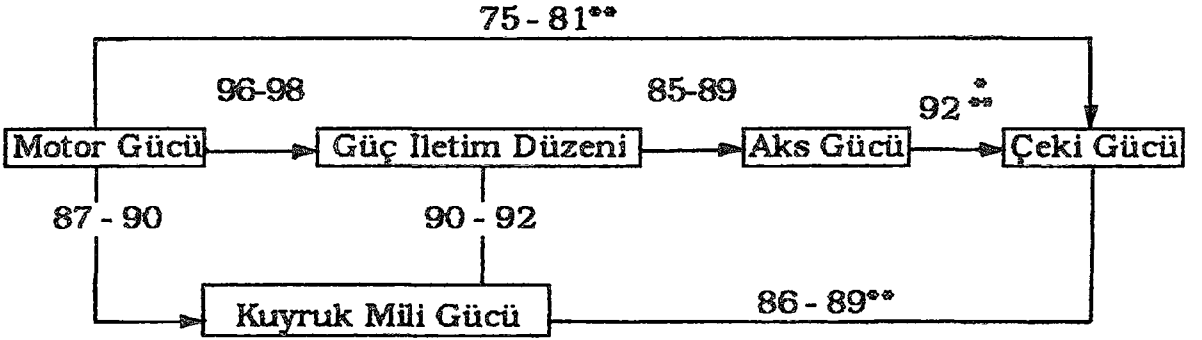 75 - 81**
96-98
85-89
92 ***
Motor Gücü
Güç İletim Düzeni
Aks Gücü
Çeki Gücü
87 - 90
90 - 92
Kuyruk Mili Gücü
86 - 89**